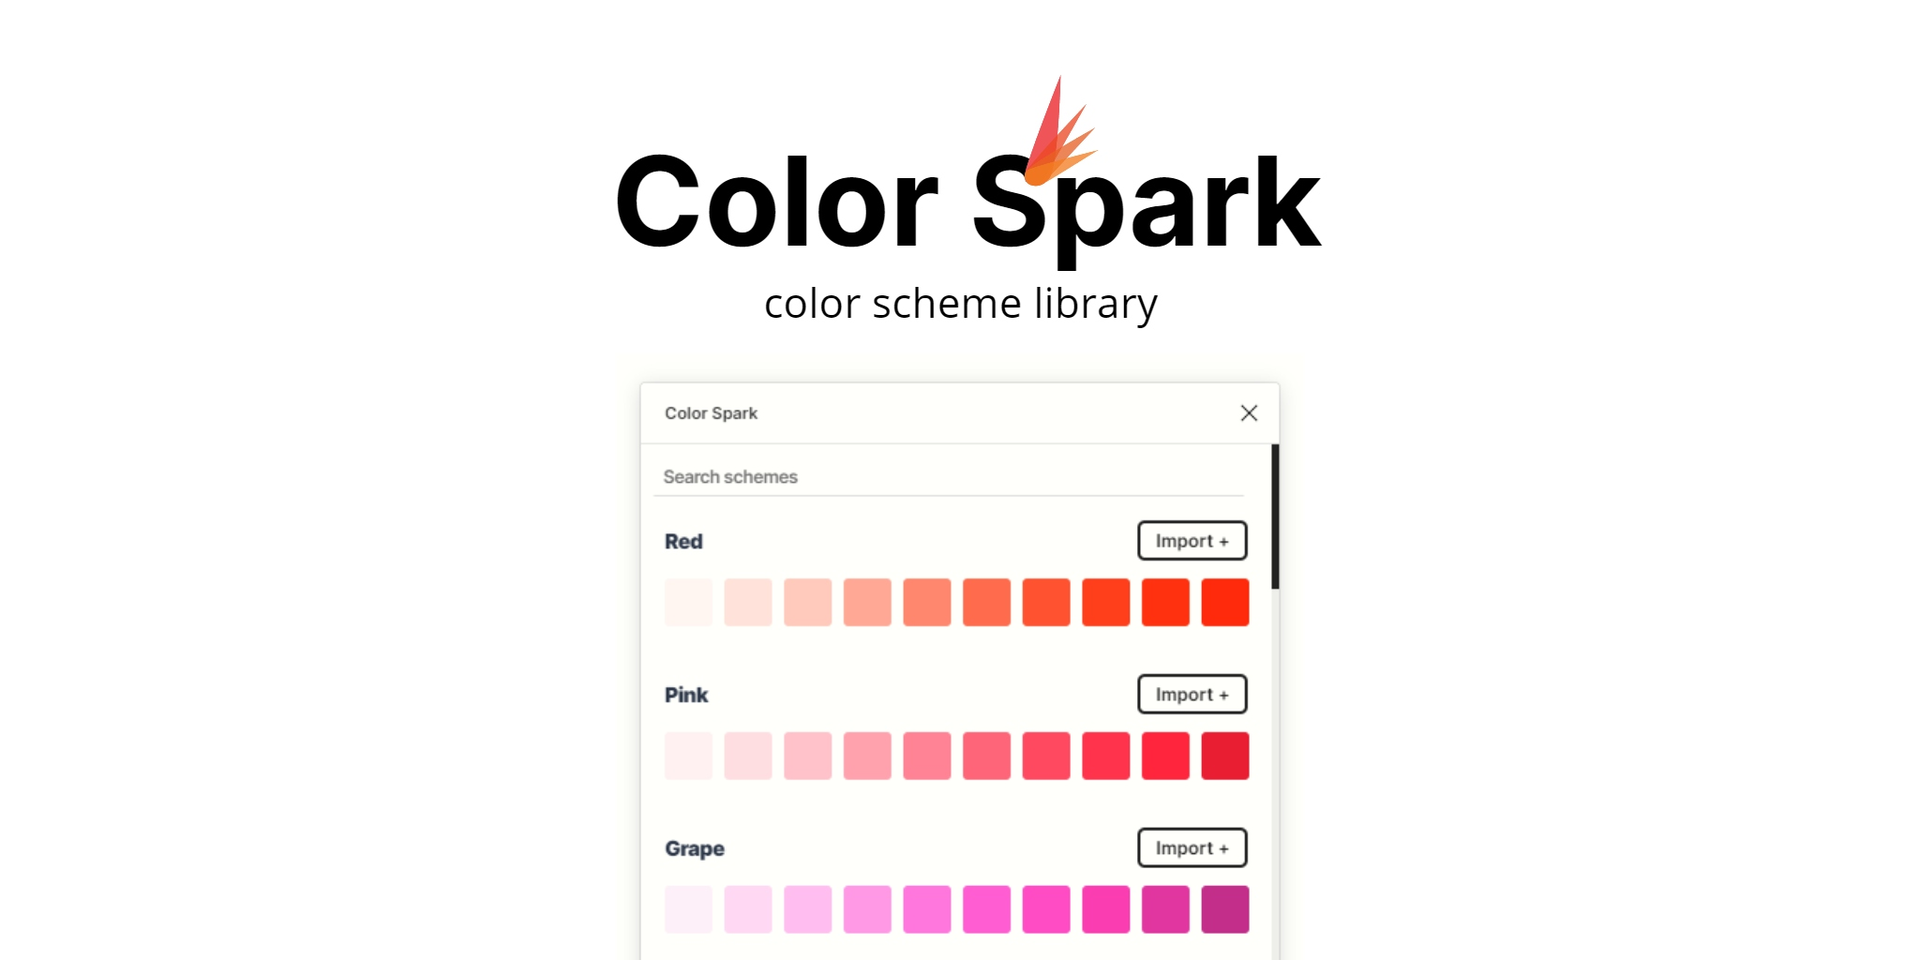 Color Spark
color scheme library
Color Spark
Search schemes
Red
Import +
Pink
Import +
Grape
Import +